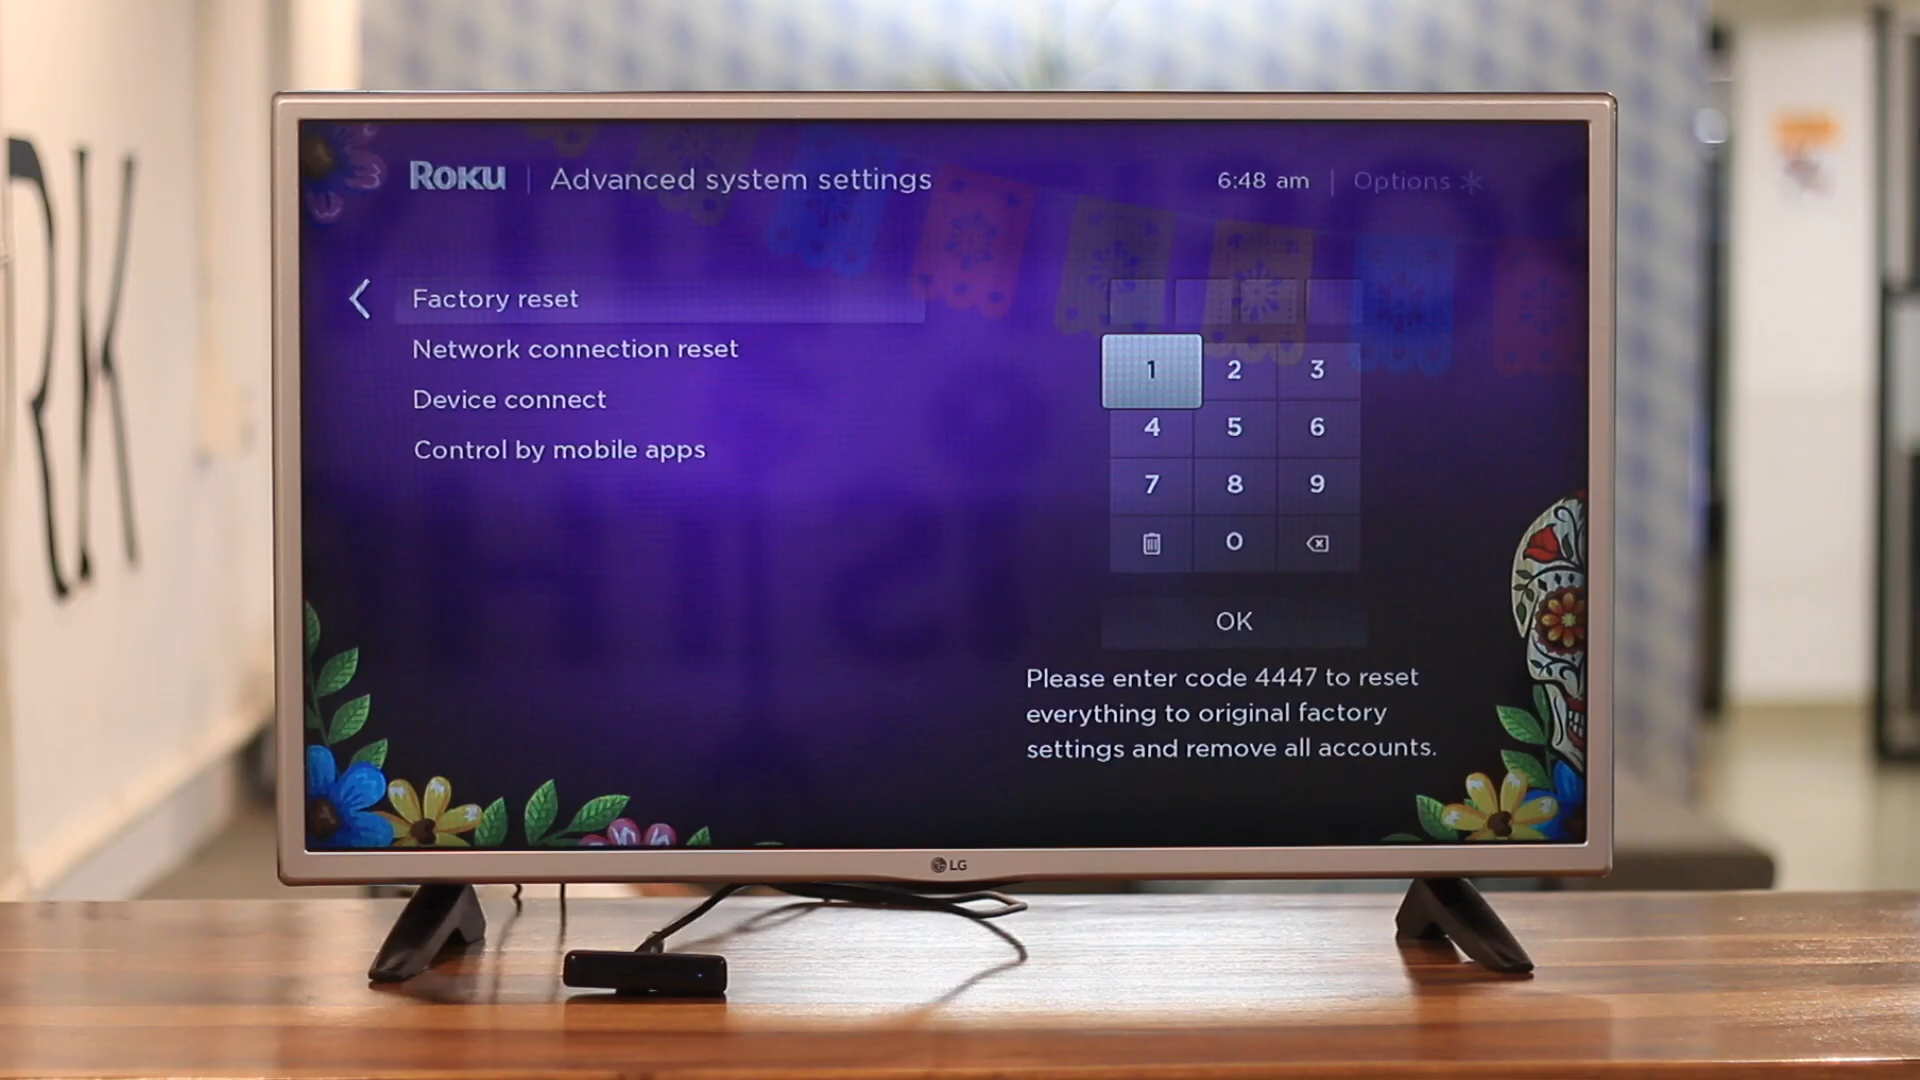 RK
ROKU | Advanced system settings
6:48 am | Options
Factory reset
Network connection reset
Device connect
Control by mobile apps
1 2 3
4 5 6
7 8 9
0
OK
Please enter code 4447 to reset
everything to original factory
settings and remove all accounts.
LG